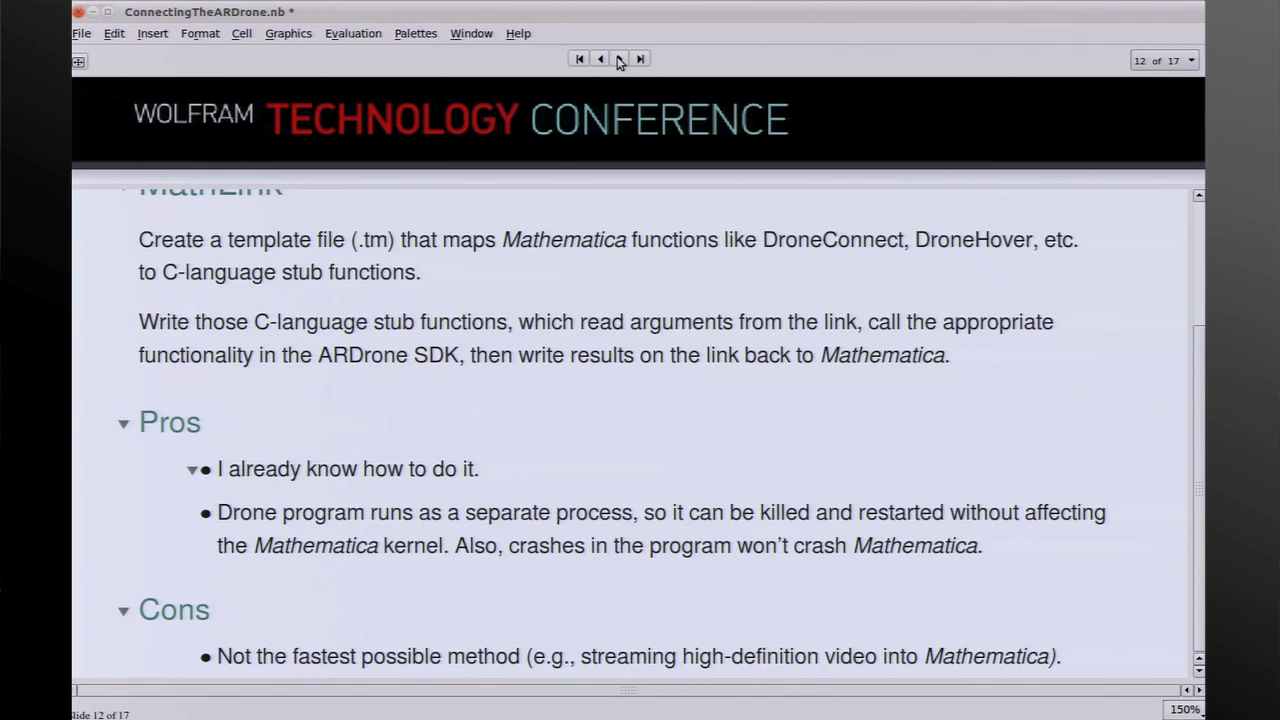 ConnectingTheARDrone.nb *
File Edit Insert Format Cell Graphics Evaluation Palettes Window Help
12 of 17
WOLFRAM TECHNOLOGY CONFERENCE
MathLink
Create a template file (.tm) that maps Mathematica functions like DroneConnect, DroneHover, etc.
to C-language stub functions.
Write those C-language stub functions, which read arguments from the link, call the appropriate
functionality in the ARDrone SDK, then write results on the link back to Mathematica.
Pros
● I already know how to do it.
● Drone program runs as a separate process, so it can be killed and restarted without affecting
the Mathematica kernel. Also, crashes in the program won't crash Mathematica.
Cons
● Not the fastest possible method (e.g., streaming high-definition video into Mathematica).
lide 12 of 17
150%